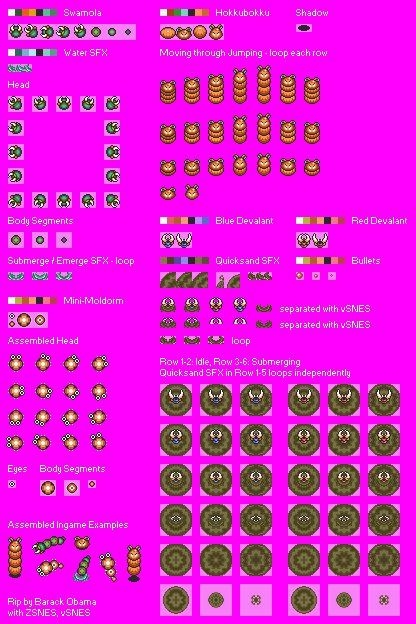 Swamola
Hokkubokku
Shadow
Water SFX
Moving through Jumping - loop each row
Head
Body Segments
Blue Devalant
Red Devalant
Submerge / Emerge SFX - loop
Quicksand SFX
Bullets
Mini-Moldorm
separated with vSNES
separated with vSNES
Assembled Head
loop
Row 1-2: Idle, Row 3-6: Submerging
Quicksand SFX in Row 1-5 loops independently
Eyes
Body Segments
Assembled Ingame Examples
Rip by Barack Obama
with ZSNES, vSNES